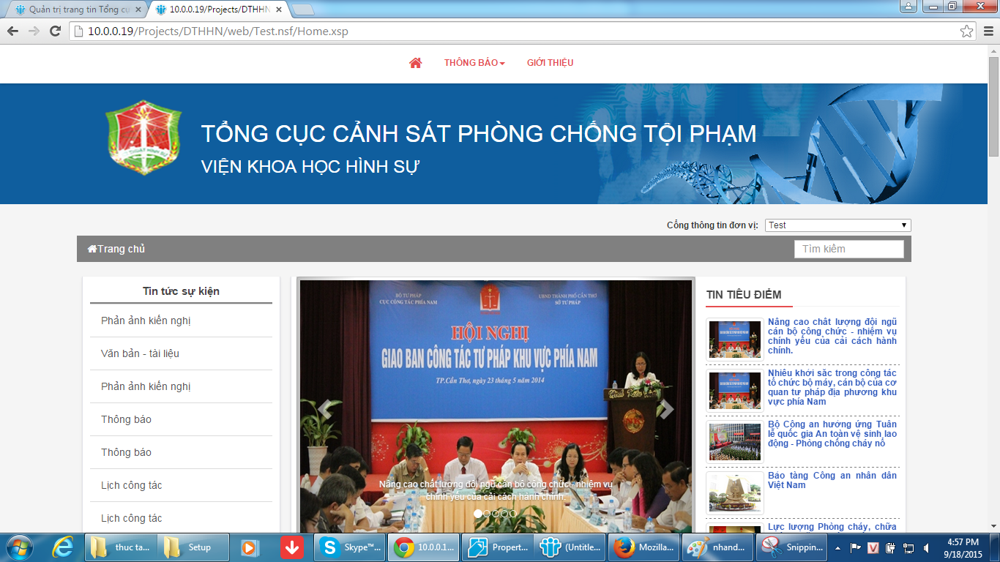 Quản trị trang tin Tổng cụ
10.0.0.19/Projects/DTHHN
10.0.0.19/Projects/DTHHN/web/Test.nsf/Home.xsp
THÔNG BÁO
GIỚI THIỆU
TỔNG CỤC CẢNH SÁT PHÒNG CHỐNG TỘI PHẠM
VIỆN KHOA HỌC HÌNH SỰ
Cổng thông tin đơn vị:
Test
Trang chủ
Tìm kiếm
Tin tức sự kiện
Phản ảnh kiến nghị
Văn bản - tài liệu
Phản ảnh kiến nghị
Thông báo
Thông báo
Lịch công tác
Lịch công tác
BỘ TƯ PHÁP
CỤC CÔNG TÁC PHÍA NAM
UBND THÀNH PHỐ CẦN THƠ
SỞ TƯ PHÁP
HỘI NGHỊ
GIAO BAN CÔNG TÁC TƯ PHÁP KHU VỰC PHÍA NAM
TP.Cần Thơ, ngày 23 tháng 5 năm 2014
Nâng cao chất lượng đội ngũ cán bộ công chức - nhiệm vụ
chính yếu của cải cách hành chính.
TIN TIÊU ĐIỂM
Nâng cao chất lượng đội ngũ
cán bộ công chức - nhiệm vụ
chính yếu của cải cách hành
chính.
Nhiều khởi sắc trong công tác
tổ chức bộ máy, cán bộ của cơ
quan tư pháp địa phương khu
vực phía Nam
Bộ Công an hưởng ứng Tuần
lễ quốc gia An toàn vệ sinh lao
động - Phòng chống cháy nổ
Bảo tàng Công an nhân dân
Việt Nam
Lực lượng Phòng cháy, chữa
thuc ta...
Setup
Skype™...
10.0.0.1...
Propert...
(Untitle...
Mozilla...
nhand...
Snippin...
4:57 PM
9/18/2015